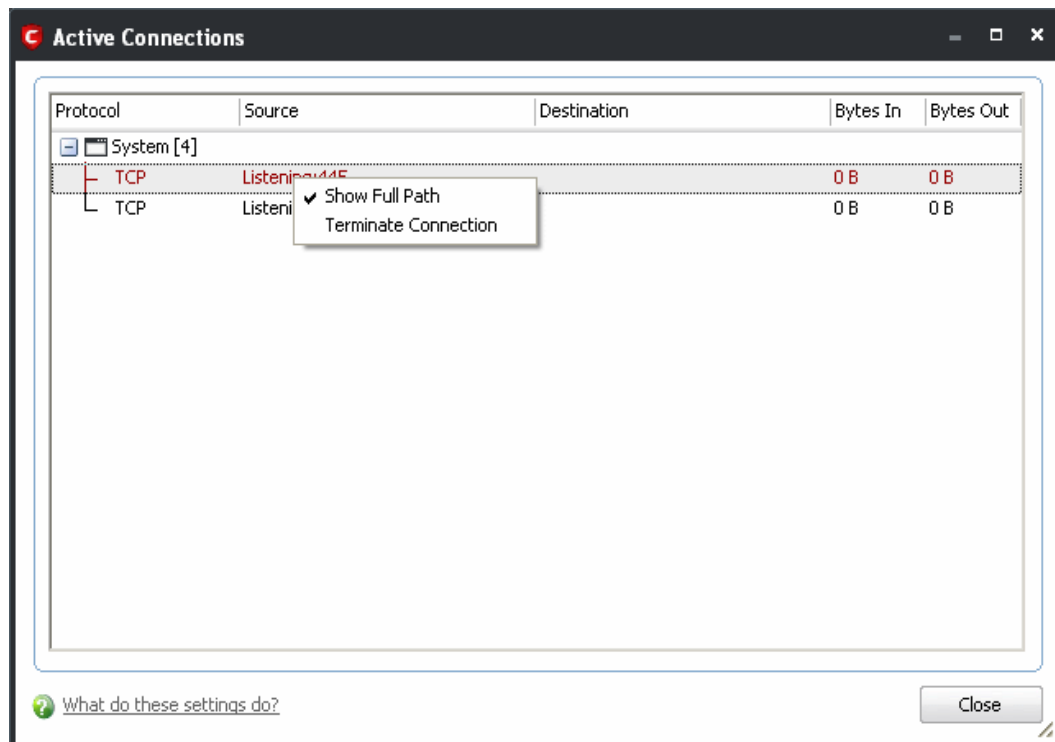 Active Connections
Protocol Source Destination Bytes In Bytes Out
System [4]
TCP 0 B 0 B
TCP 0 B 0 B
Show Full Path
Terminate Connection
What do these settings do?
Close